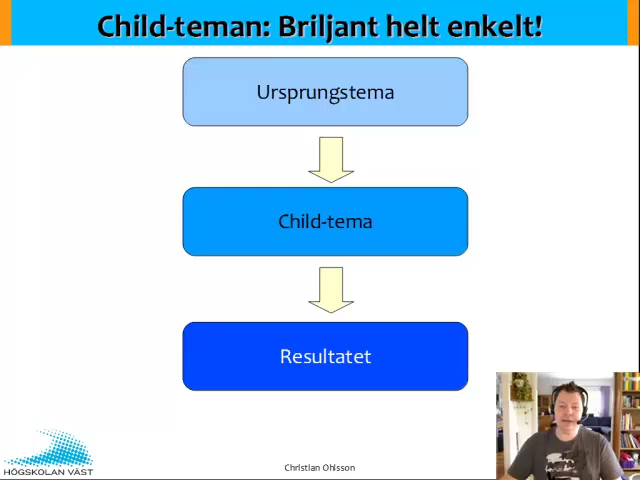 Child-teman: Briljant helt enkelt!
Ursprungstema
Child-tema
Resultatet
HÖGSKOLAN VÄST
Christian Ohlsson